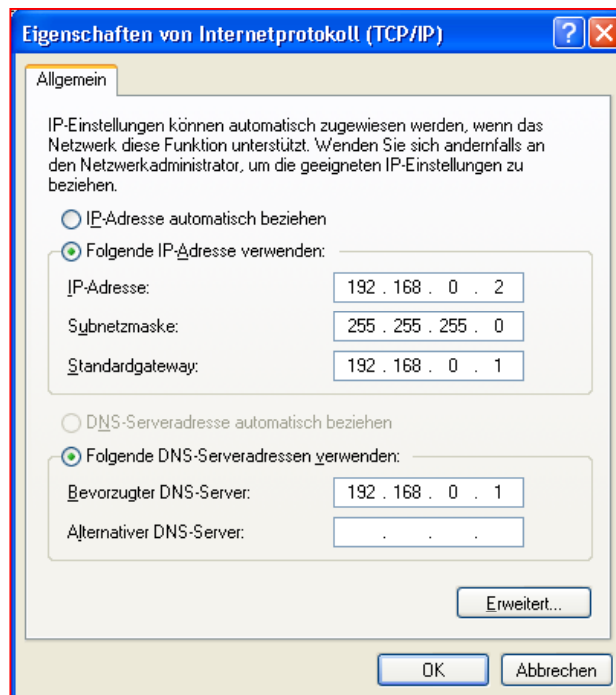 Eigenschaften von Internetprotokoll (TCP/IP)
Allgemein
IP-Einstellungen können automatisch zugewiesen werden, wenn das
Netzwerk diese Funktion unterstützt. Wenden Sie sich andernfalls an
den Netzwerkadministrator, um die geeigneten IP-Einstellungen zu
beziehen.
IP-Adresse automatisch beziehen
Folgende IP-Adresse verwenden:
IP-Adresse: 192 . 168 . 0 . 2
Subnetzmaske: 255 . 255 . 255 . 0
Standardgateway: 192 . 168 . 0 . 1
DNS-Serveradresse automatisch beziehen
Folgende DNS-Serveradressen verwenden:
Bevorzugter DNS-Server: 192 . 168 . 0 . 1
Alternativer DNS-Server: . . .
Erweitert...
OK Abbrechen